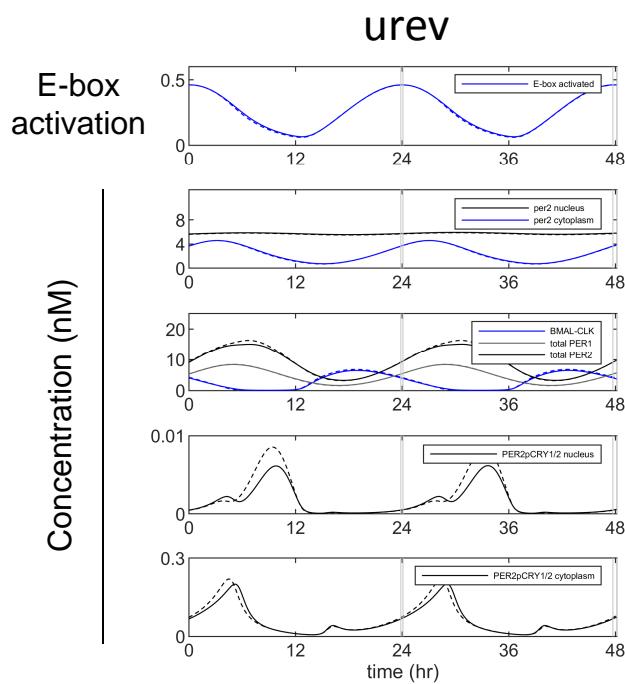 urev
E-box
activation
0.5
0
E-box activated
0 12 24 36 48
Concentration (nM)
8
4
0
per2 nucleus
per2 cytoplasm
0 12 24 36 48
20
10
0
BMAL-CLK
total PER1
total PER2
0 12 24 36 48
0.01
0
PER2pCRY1/2 nucleus
0 12 24 36 48
0.3
0
PER2pCRY1/2 cytoplasm
0 12 24 36 48
time (hr)